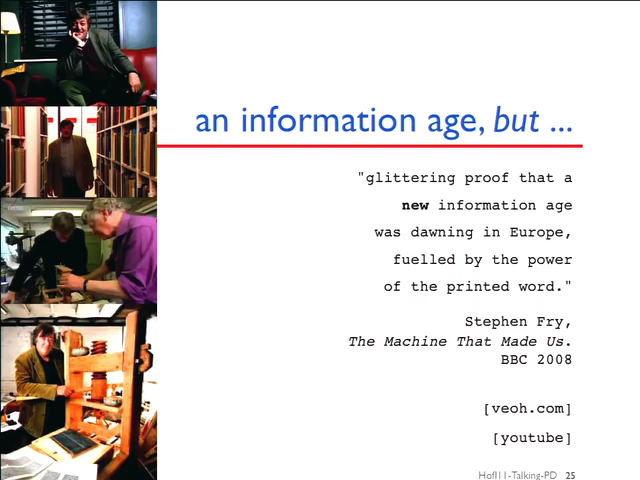 an information age, but ...
"glittering proof that a
new information age
was dawning in Europe,
fuelled by the power
of the printed word."
Stephen Fry,
The Machine That Made Us.
BBC 2008
[veoh.com]
[youtube]
Hofl11-Talking-PD 25